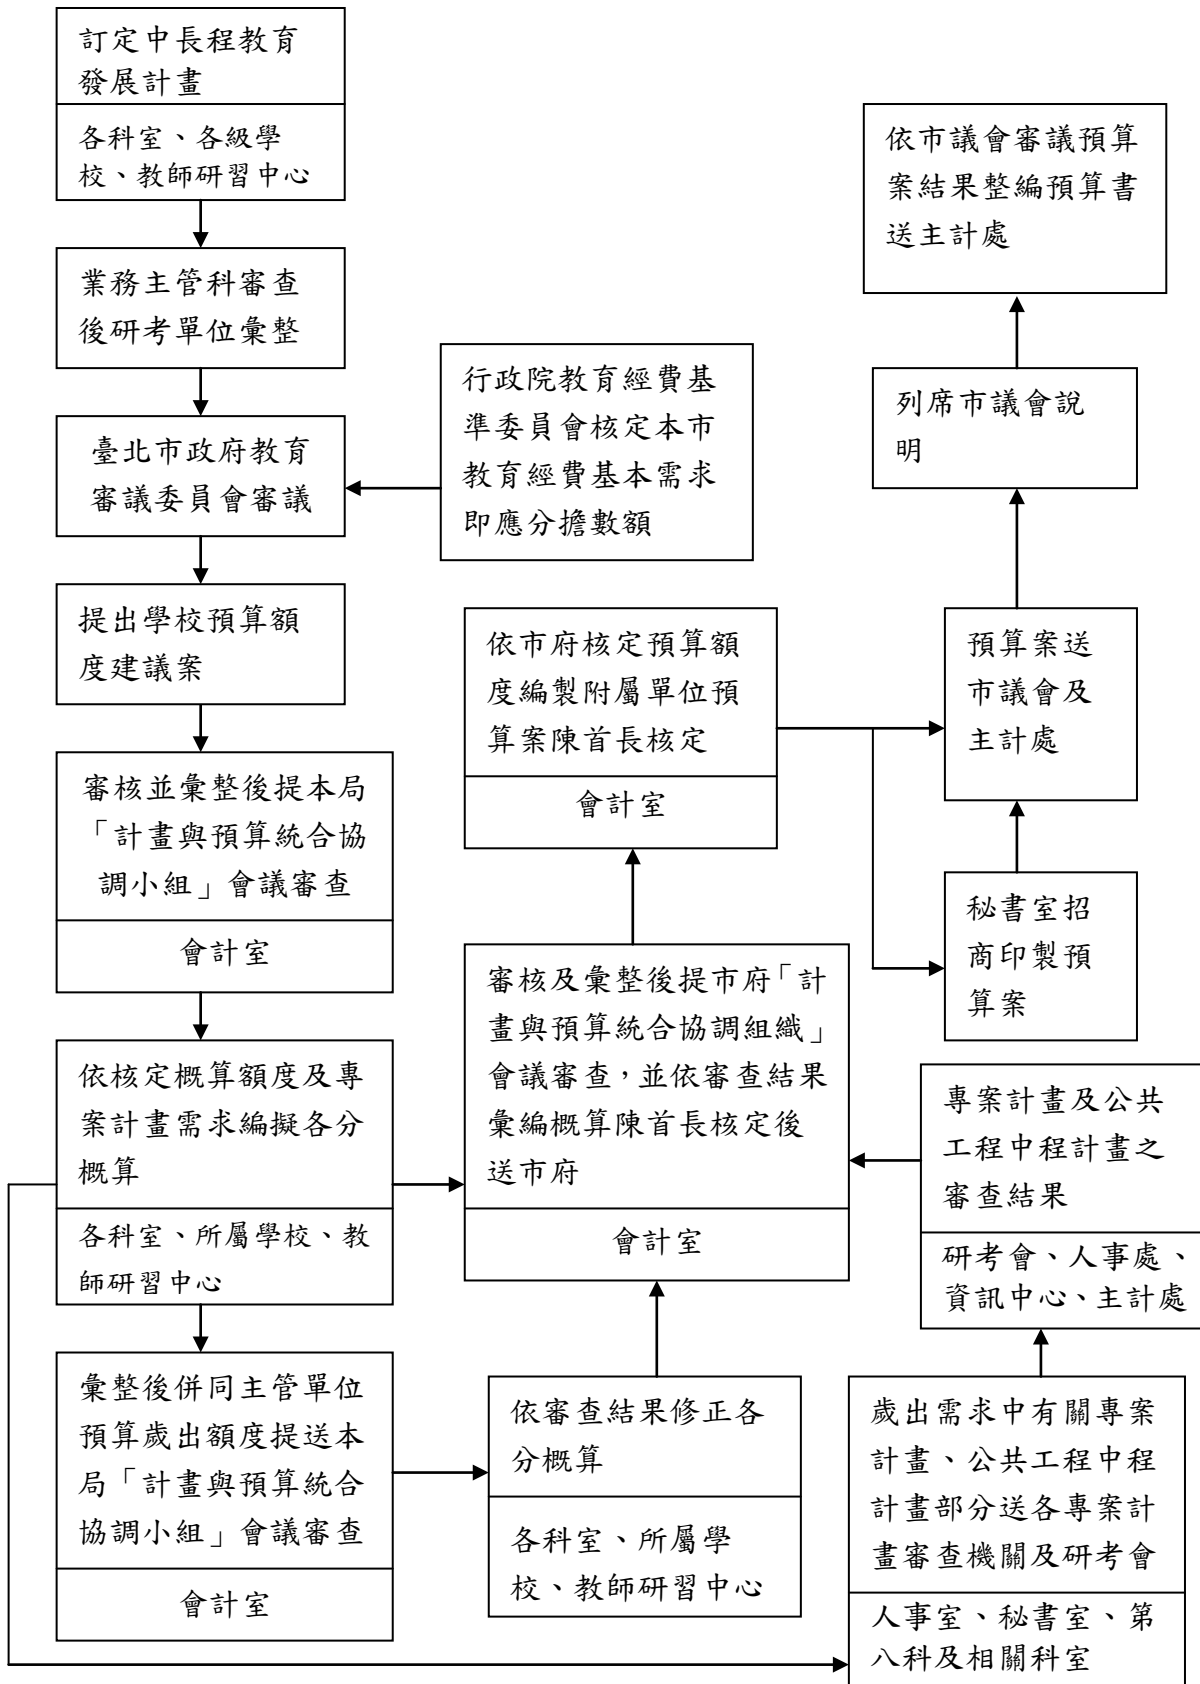 訂定中長程教育
發展計畫
各科室、各級學
校、教師研習中心
業務主管科審查
後研考單位彙整
臺北市政府教育
審議委員會審議
行政院教育經費基
準委員會核定本市
教育經費基本需求
即應分擔數額
提出學校預算額
度建議案
審核並彙整後提本局
「計畫與預算統合協
調小組」會議審查
會計室
依核定概算額度及專
案計畫需求編擬各分
概算
各科室、所屬學校、教
師研習中心
彙整後併同主管單位
預算歲出額度提送本
局「計畫與預算統合
協調小組」會議審查
會計室
依審查結果修正各
分概算
各科室、所屬學
校、教師研習中心
歲出需求中有關專案
計畫、公共工程中程
計畫部分送各專案計
畫審查機關及研考會
人事室、秘書室、第
八科及相關科室
專案計畫及公共
工程中程計畫之
審查結果
研考會、人事處、
資訊中心、主計處
審核及彙整後提市府「計
畫與預算統合協調組織」
會議審查，並依審查結果
彙編概算陳首長核定後
送市府
會計室
依市府核定預算額
度編製附屬單位預
算案陳首長核定
會計室
秘書室招
商印製預
算案
預算案送
市議會及
主計處
列席市議會說
明
依市議會審議預算
案結果整編預算書
送主計處